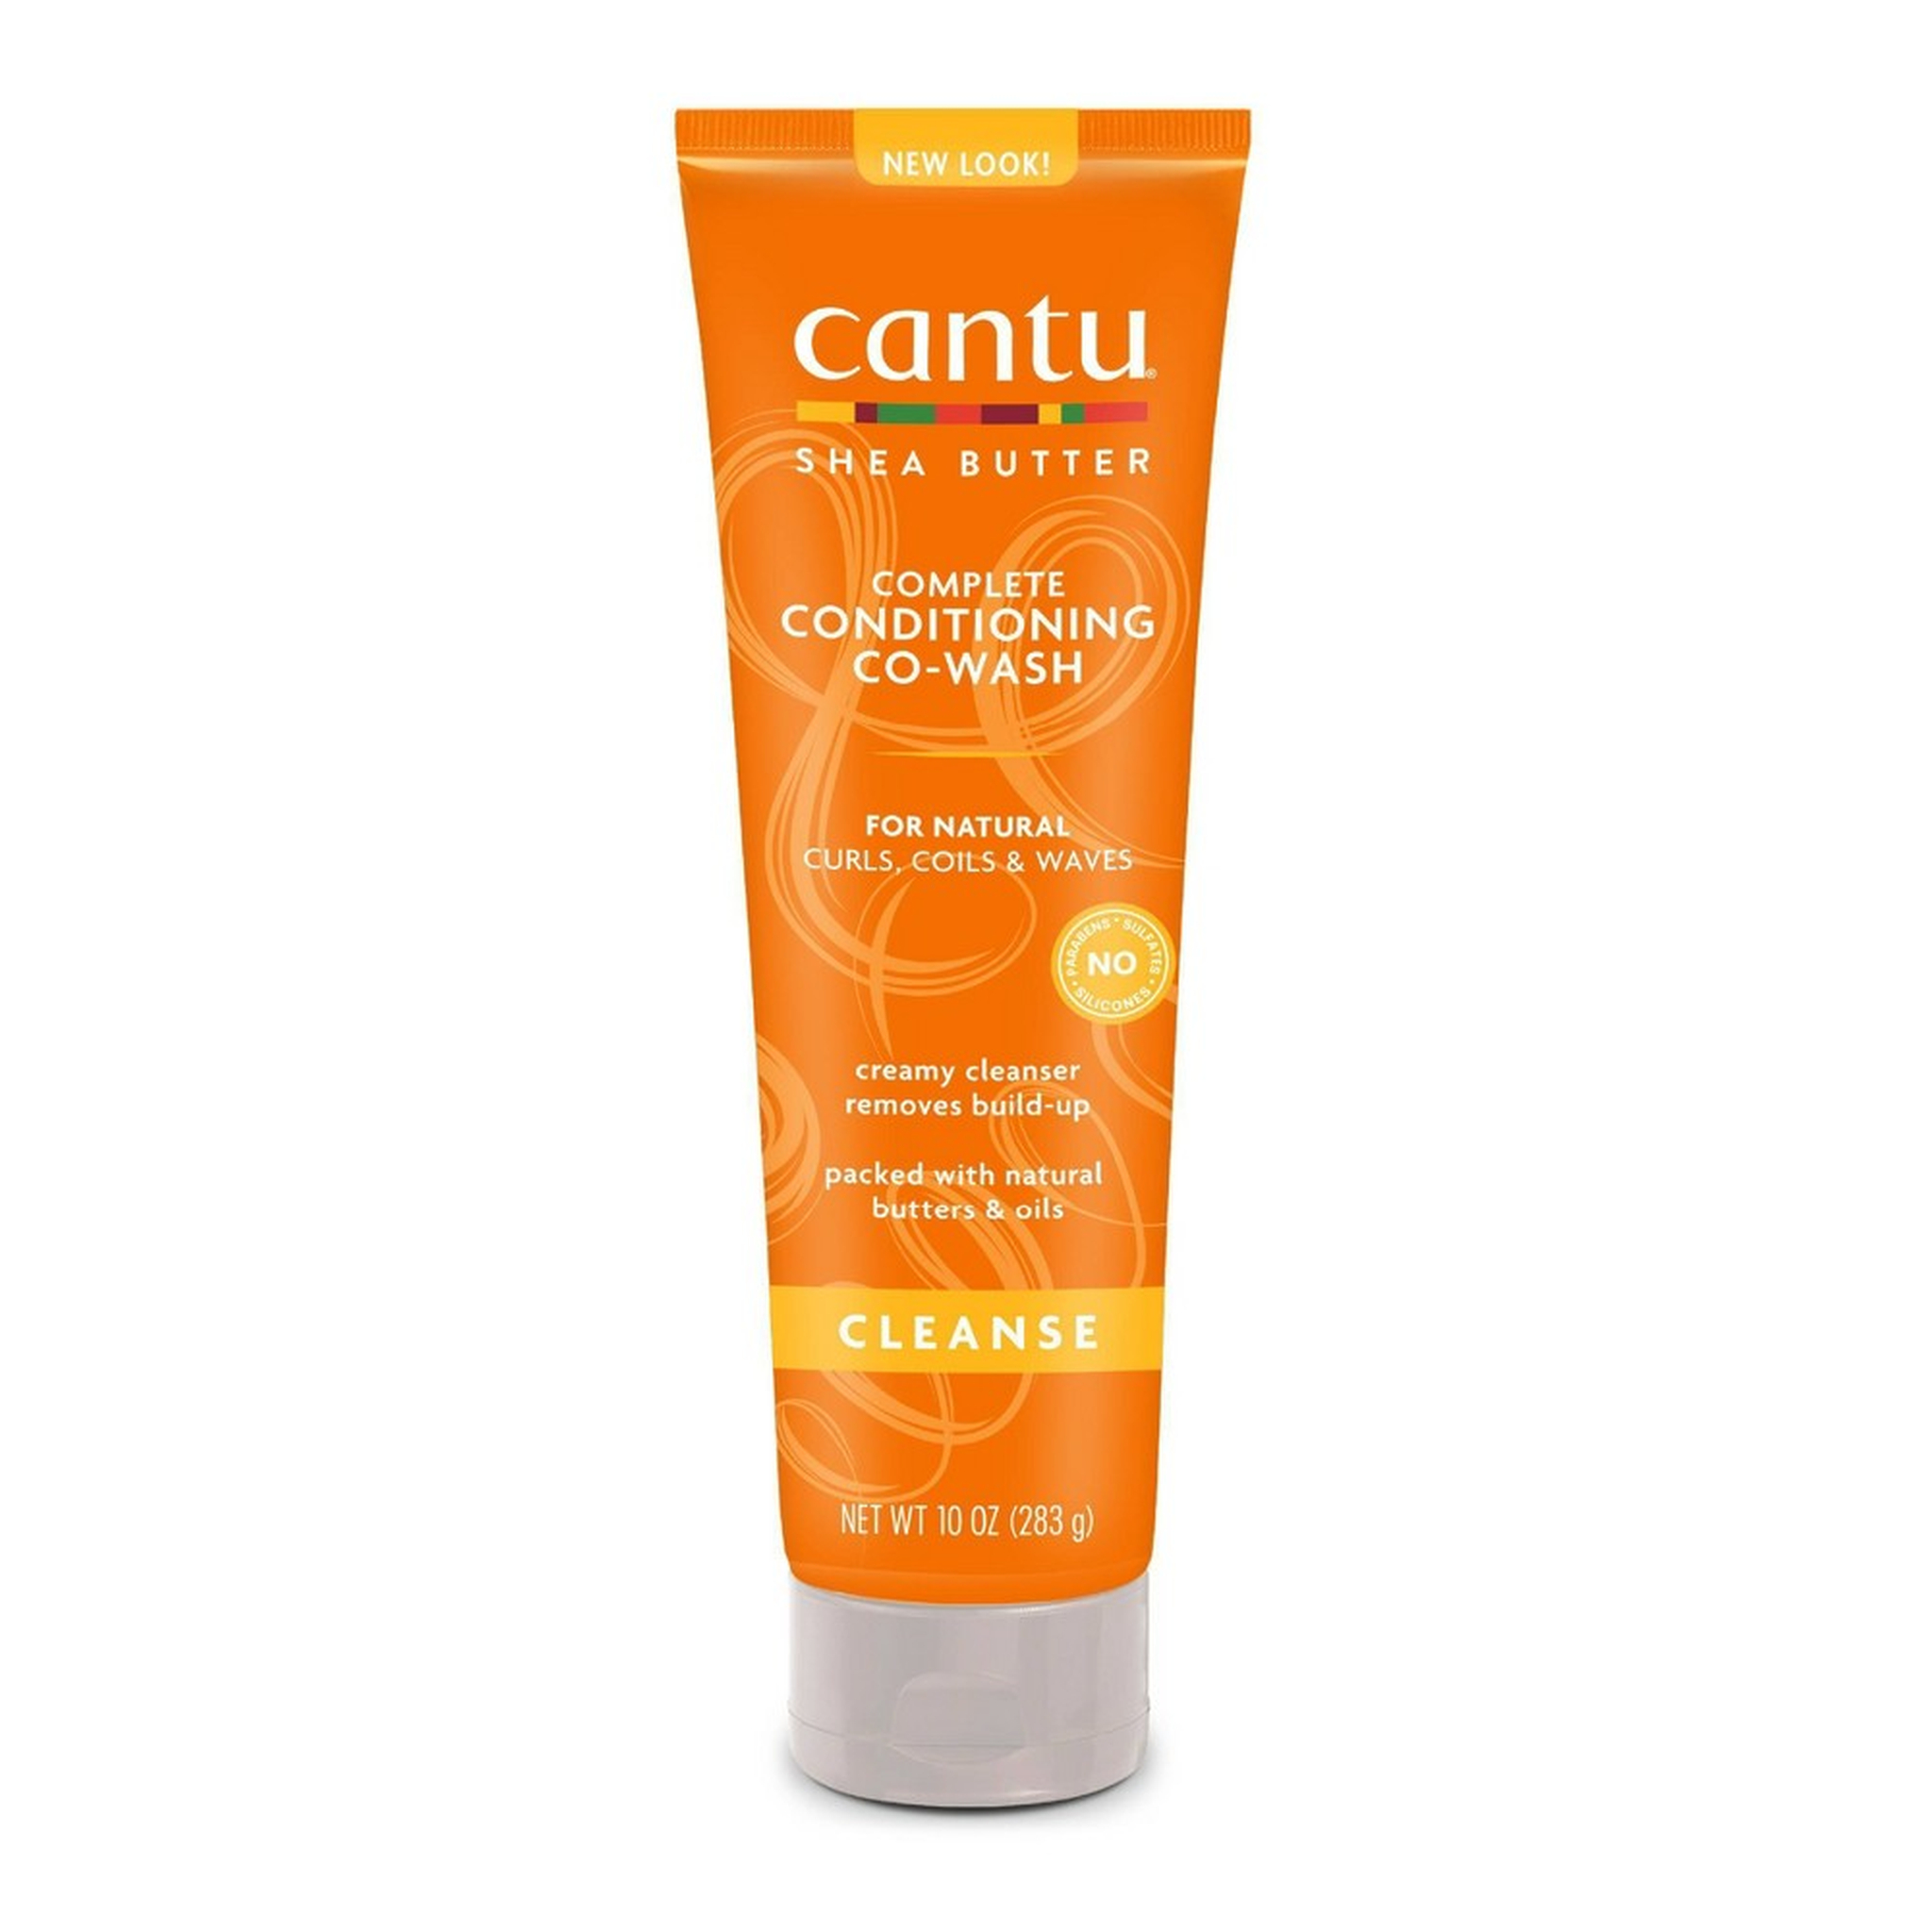 NEW LOOK!
cantu®
SHEA BUTTER
COMPLETE
CONDITIONING
CO-WASH
FOR NATURAL
CURLS, COILS & WAVES
PARABENS • SULFATES • SILICONES •
NO
creamy cleanser
removes build-up
packed with natural
butters & oils
CLEANSE
NET WT 10 OZ (283 g)